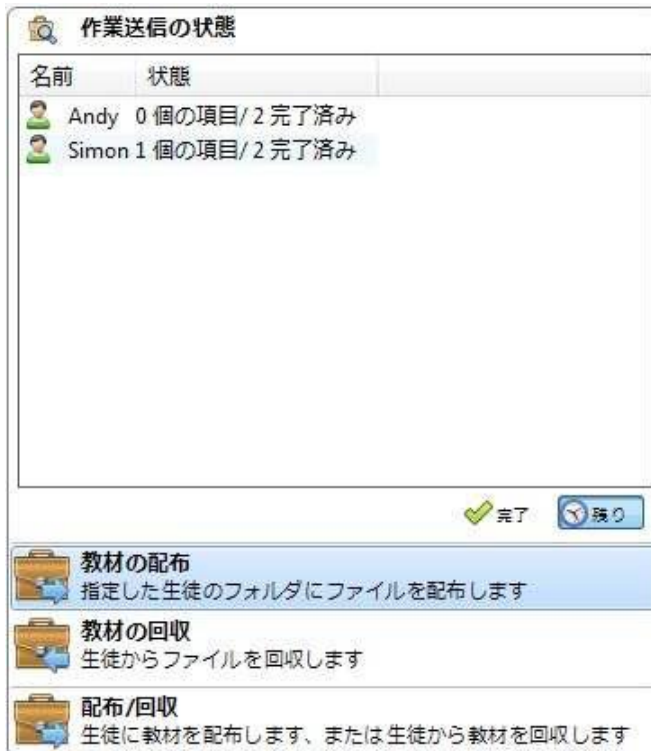 作業送信の状態
名前 状態
Andy 0 個の項目/ 2 完了済み
Simon 1 個の項目/ 2 完了済み
完了 残り
教材の配布
指定した生徒のフォルダにファイルを配布します
教材の回収
生徒からファイルを回収します
配布/回収
生徒に教材を配布します、または生徒から教材を回収します